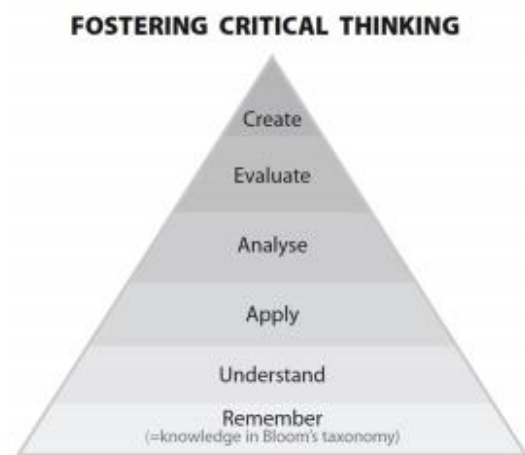 FOSTERING CRITICAL THINKING
Create
Evaluate
Analyse
Apply
Understand
Remember
(=knowledge in Bloom's taxonomy)